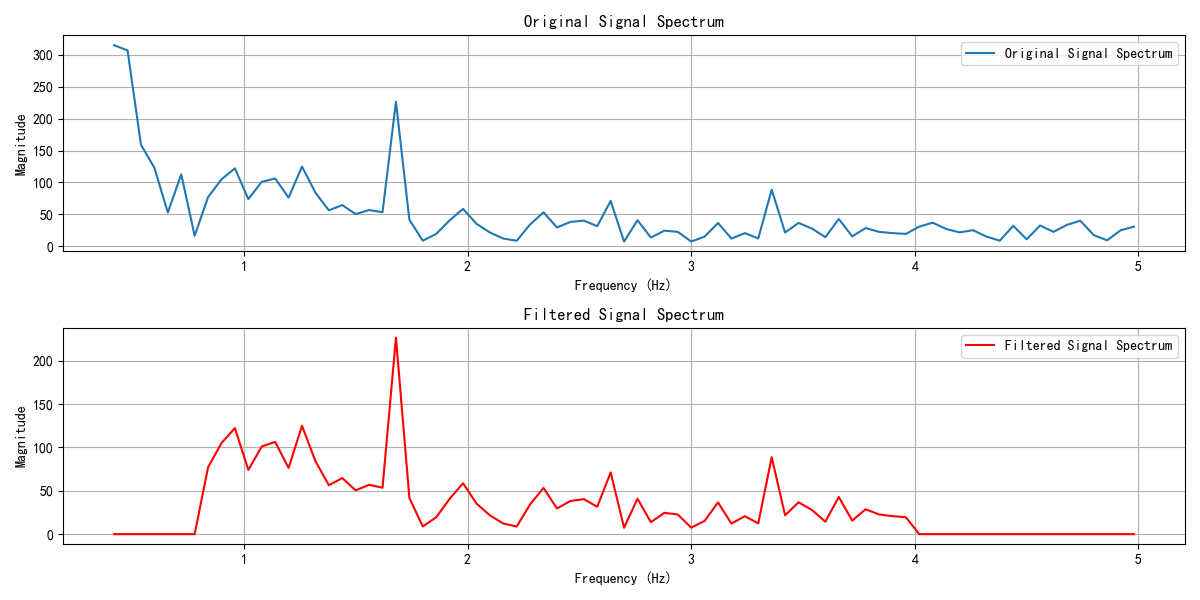 Original Signal Spectrum
300
250
200
150
100
50
0
Magnitude
Original Signal Spectrum
1 2 3 4 5
Frequency (Hz)
Filtered Signal Spectrum
200
150
100
50
0
Magnitude
Filtered Signal Spectrum
1 2 3 4 5
Frequency (Hz)